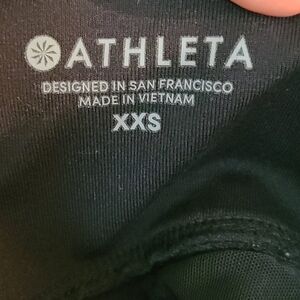 ATHLETA
DESIGNED IN SAN FRANCISCO
MADE IN VIETNAM
XXS